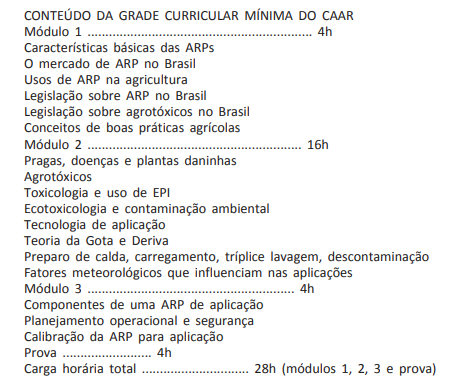 CONTEÚDO DA GRADE CURRICULAR MÍNIMA DO CAAR
Módulo 1 .............................................................. 4h
Características básicas das ARPs
O mercado de ARP no Brasil
Usos de ARP na agricultura
Legislação sobre ARP no Brasil
Legislação sobre agrotóxicos no Brasil
Conceitos de boas práticas agrícolas
Módulo 2 ........................................................... 16h
Pragas, doenças e plantas daninhas
Agrotóxicos
Toxicologia e uso de EPI
Ecotoxicologia e contaminação ambiental
Tecnologia de aplicação
Teoria da Gota e Deriva
Preparo de calda, carregamento, tríplice lavagem, descontaminação
Fatores meteorológicos que influenciam nas aplicações
Módulo 3 ......................................................... 4h
Componentes de uma ARP de aplicação
Planejamento operacional e segurança
Calibração da ARP para aplicação
Prova ........................ 4h
Carga horária total ............................. 28h (módulos 1, 2, 3 e prova)